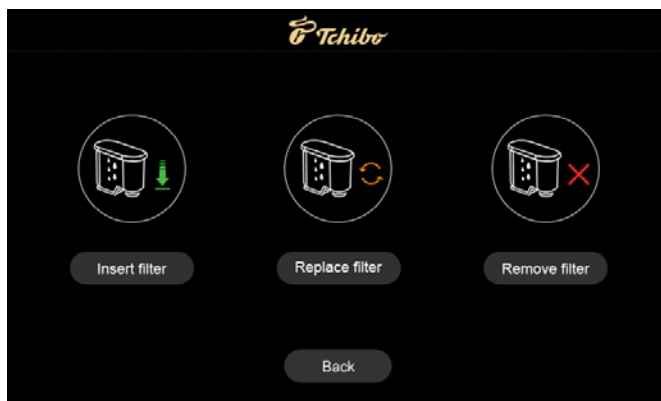 Tchibo
Insert filter
Replace filter
Remove filter
Back